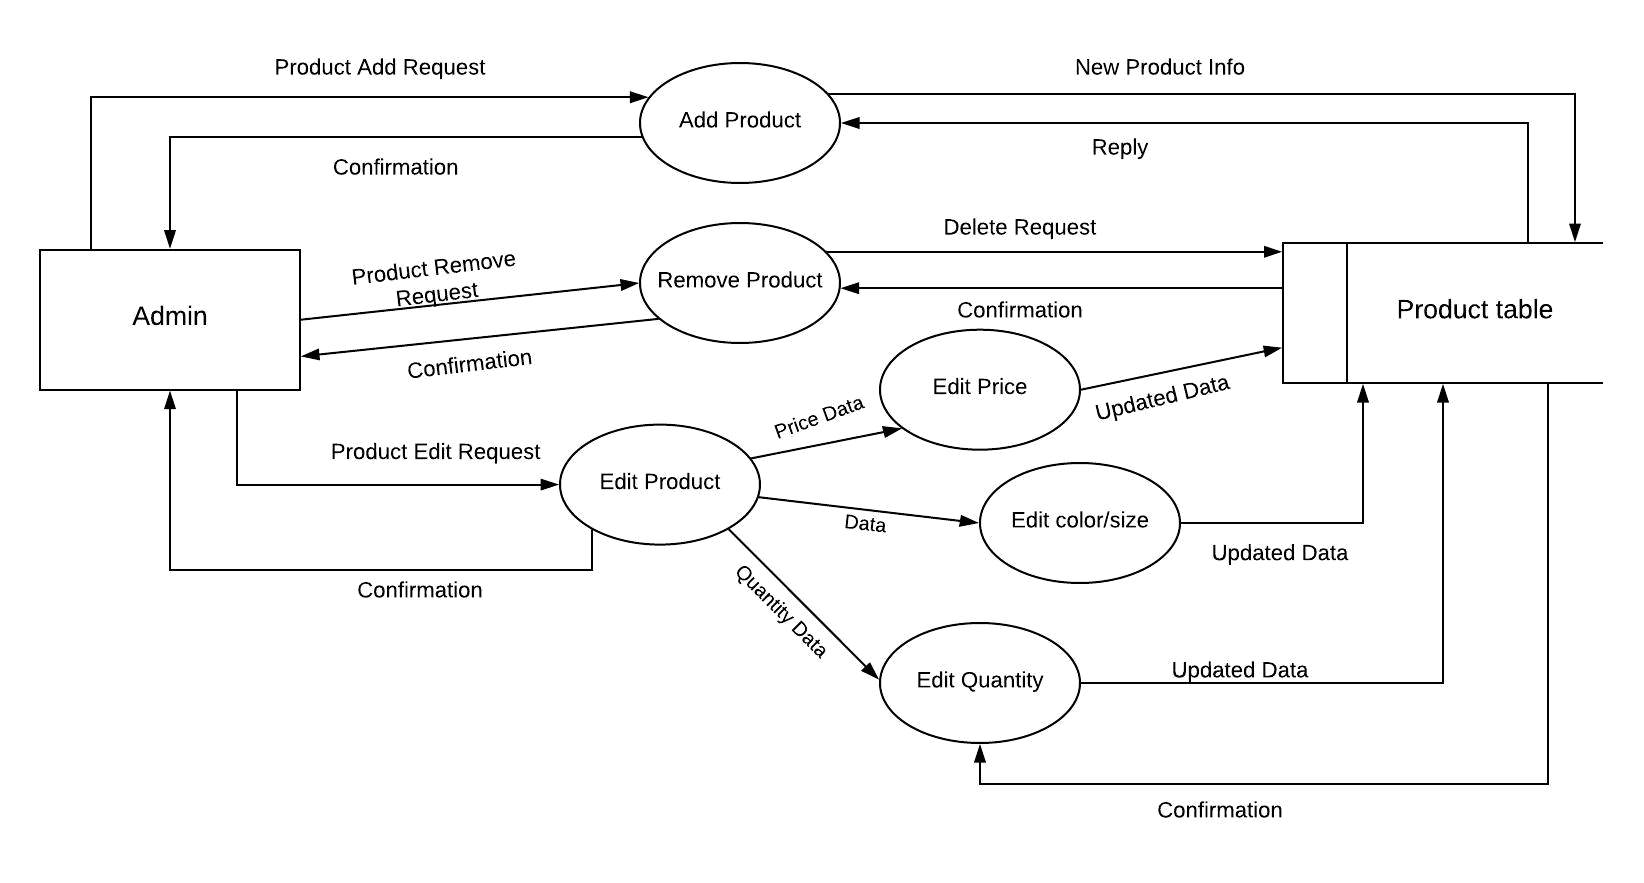 Product Add Request
New Product Info
Add Product
Reply
Confirmation
Delete Request
Product Remove
Request
Remove Product
Admin
Product table
Confirmation
Confirmation
Edit Price
Updated Data
Price Data
Product Edit Request
Edit Product
Data
Edit color/size
Updated Data
Confirmation
Quantity Data
Edit Quantity
Updated Data
Confirmation